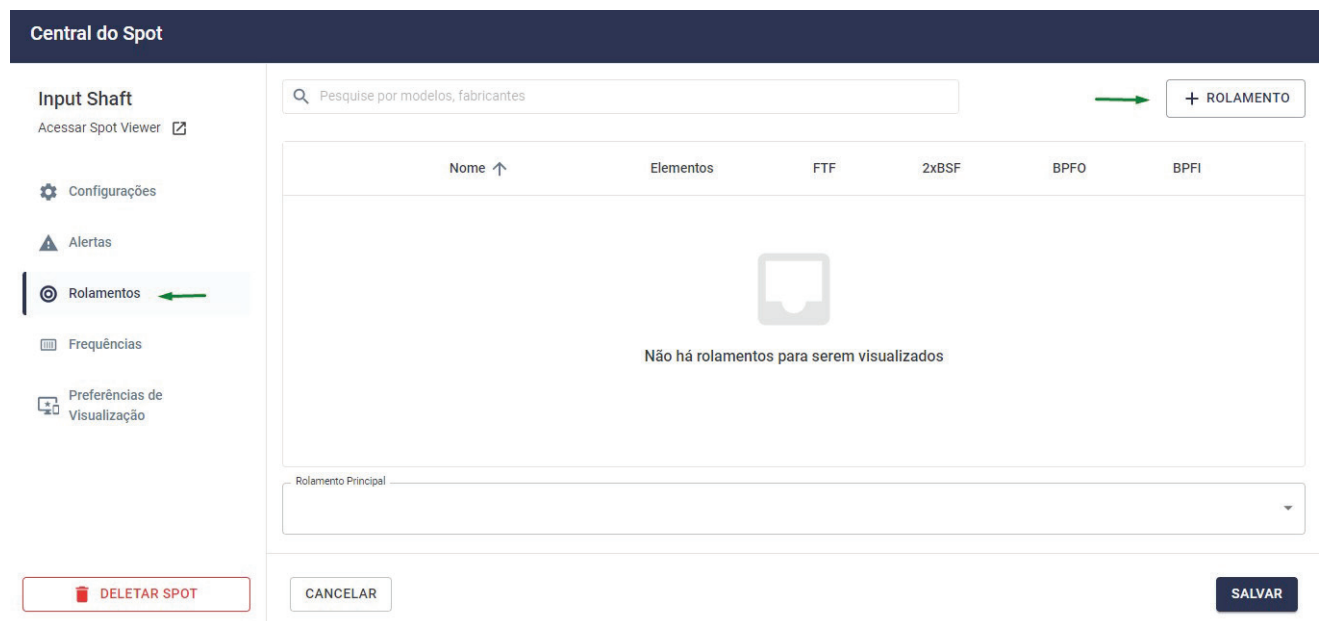 Central do Spot
Input Shaft
Acessar Spot Viewer
Configurações
Alertas
Rolamentos
Frequências
Preferências de
Visualização
DELETAR SPOT
Pesquise por modelos, fabricantes
+ ROLAMENTO
Nome Elementos FTF 2xBSF BPFO BPFI
Não há rolamentos para serem visualizados
Rolamento Principal
CANCELAR
SALVAR